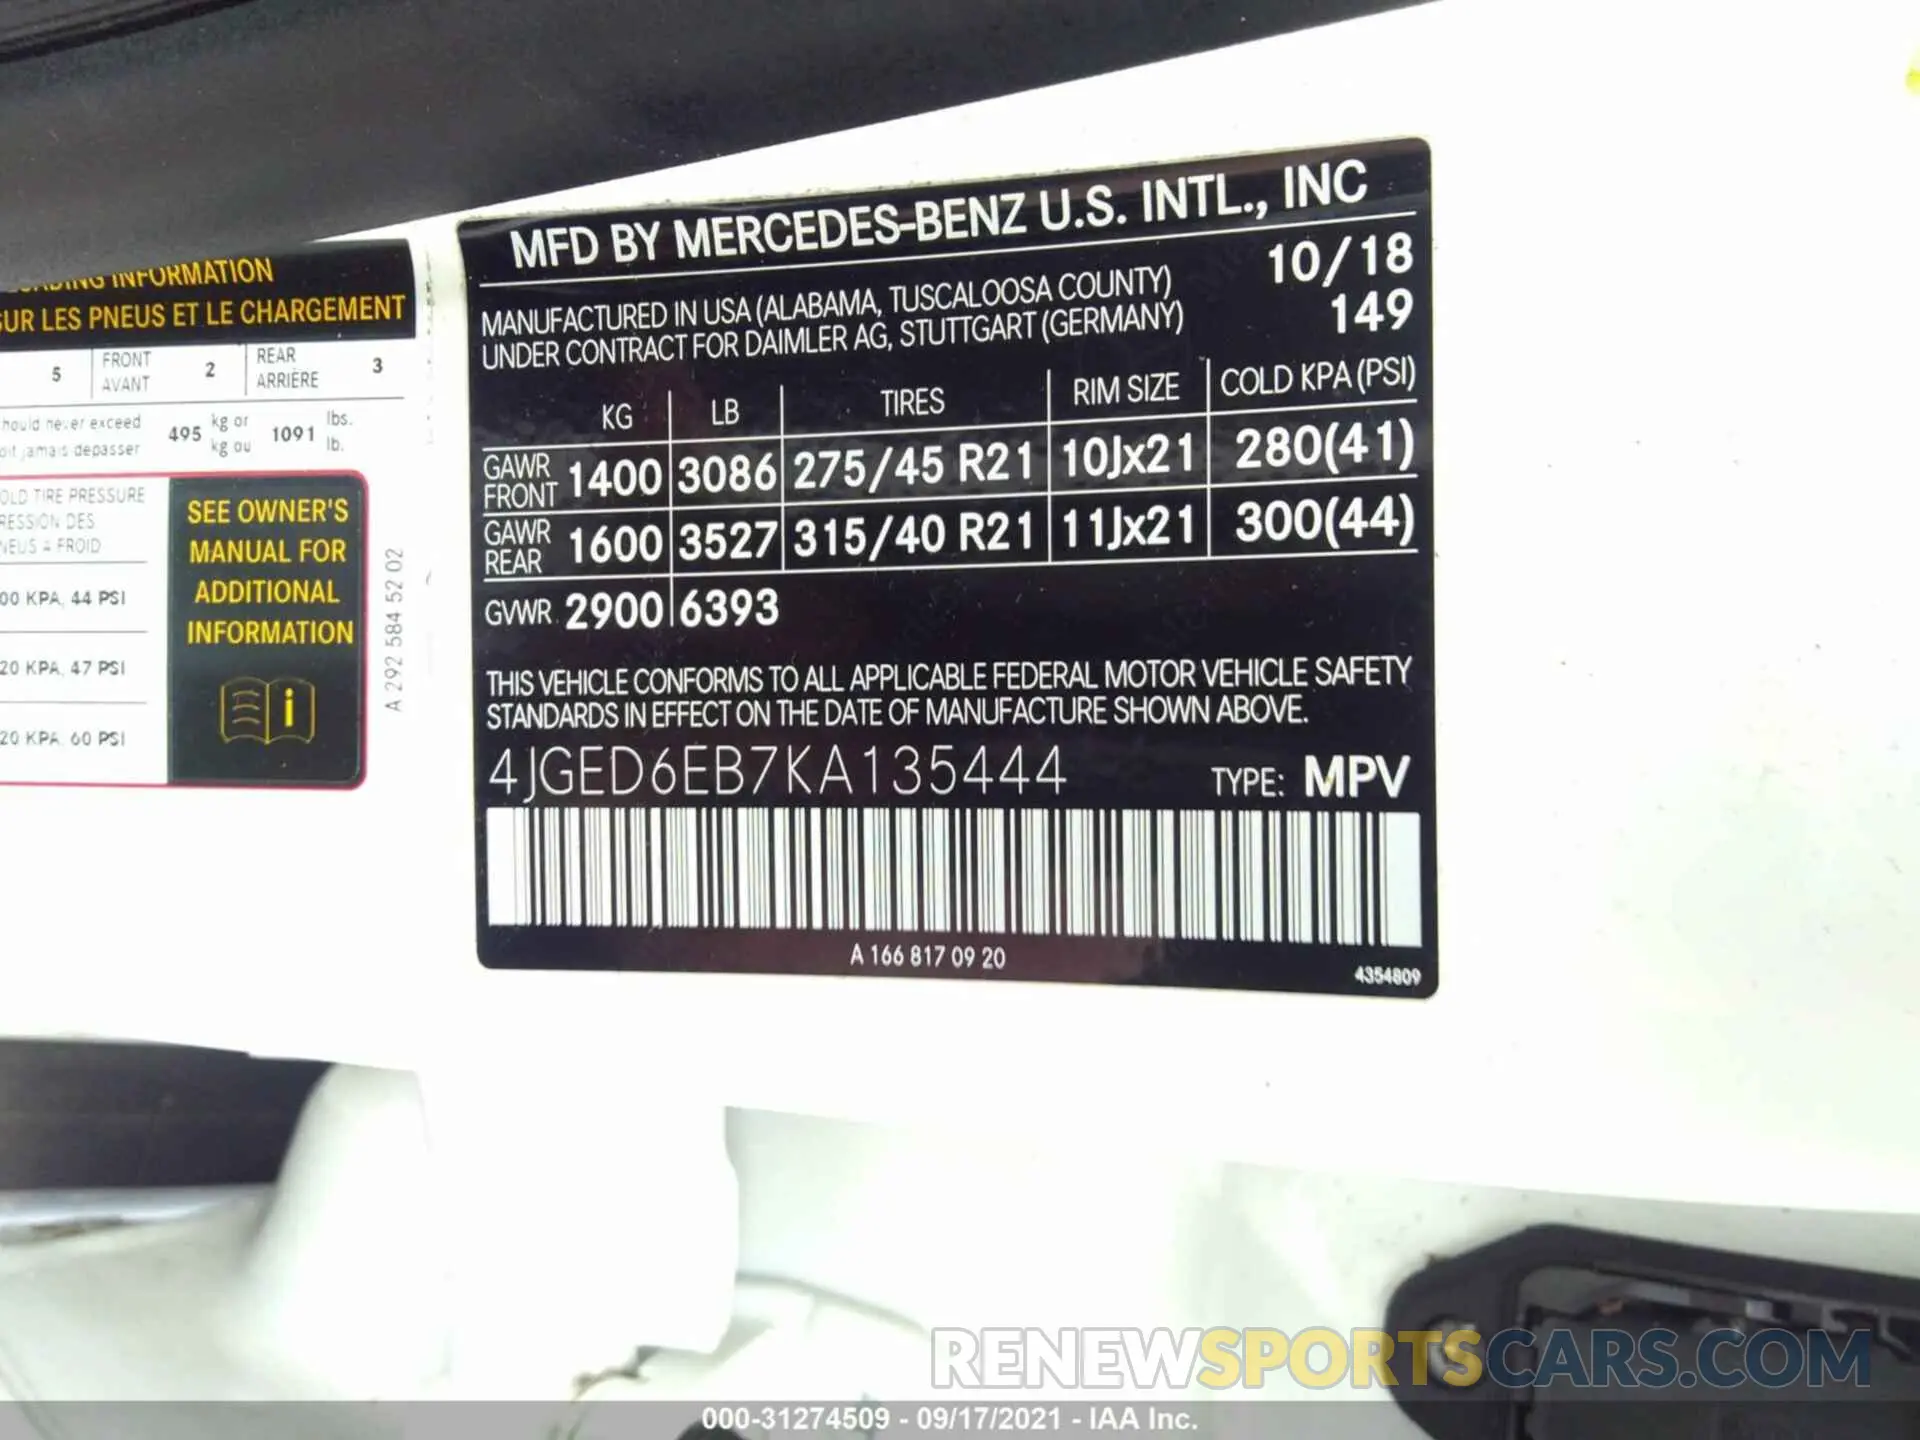 INFORMATION
SUR LES PNEUS ET LE CHARGEMENT
5 FRONT AVANT 2 REAR ARRIÈRE 3
hould never exceed 495 kg or 1091 lbs.
oit jamais depasser kg ou lb.
OLD TIRE PRESSURE
RESSION DES
NEUS A FROID
00 KPA, 44 PSI
20 KPA, 47 PSI
20 KPA, 60 PSI
SEE OWNER'S
MANUAL FOR
ADDITIONAL
INFORMATION
i
A 292 584 52 02
MFD BY MERCEDES-BENZ U.S. INTL., INC
MANUFACTURED IN USA (ALABAMA, TUSCALOOSA COUNTY) 10/18
UNDER CONTRACT FOR DAIMLER AG, STUTTGART (GERMANY) 149
KG LB TIRES RIM SIZE COLD KPA (PSI)
GAWR FRONT 1400 3086 275/45 R21 10Jx21 280(41)
GAWR REAR 1600 3527 315/40 R21 11Jx21 300(44)
GVWR 2900 6393
THIS VEHICLE CONFORMS TO ALL APPLICABLE FEDERAL MOTOR VEHICLE SAFETY
STANDARDS IN EFFECT ON THE DATE OF MANUFACTURE SHOWN ABOVE.
4JGED6EB7KA135444 TYPE: MPV
A 166 817 09 20
4354809
RENEWSPORTSCARS.COM
000-31274509 - 09/17/2021 - IAA Inc.